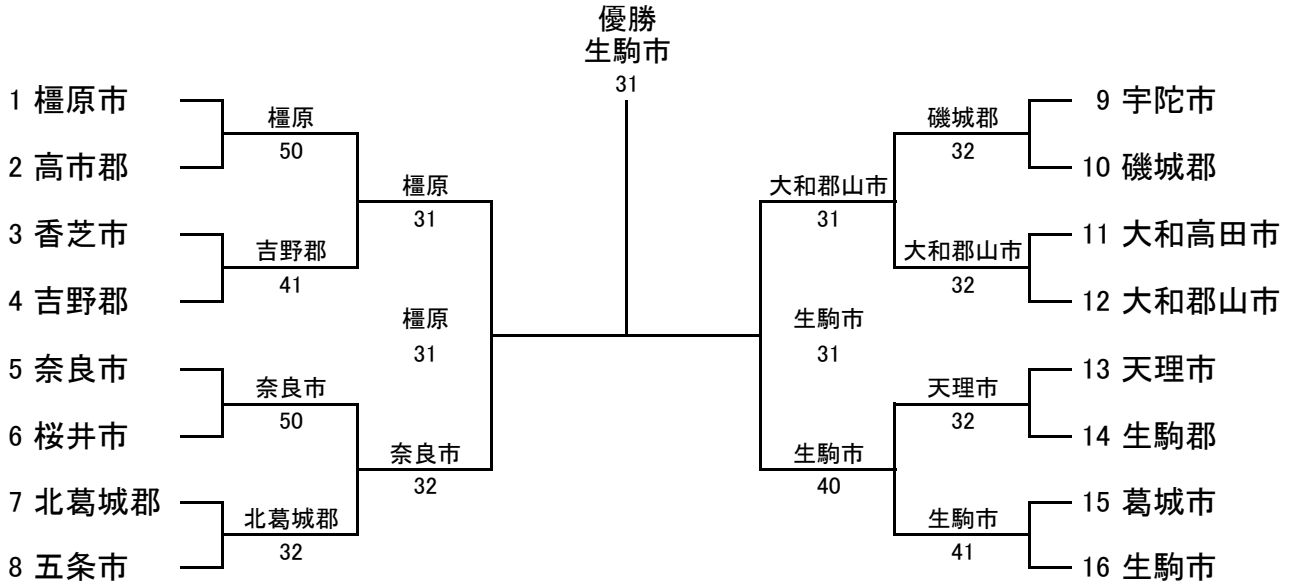 優勝
生駒市
31
1 橿原市
2 高市郡
3 香芝市
4 吉野郡
5 奈良市
6 桜井市
7 北葛城郡
8 五条市
橿原
50
吉野郡
41
奈良市
50
北葛城郡
32
橿原
31
奈良市
32
橿原
31
生駒市
31
大和郡山市
31
生駒市
40
磯城郡
32
大和郡山市
32
天理市
32
生駒市
41
9 宇陀市
10 磯城郡
11 大和高田市
12 大和郡山市
13 天理市
14 生駒郡
15 葛城市
16 生駒市